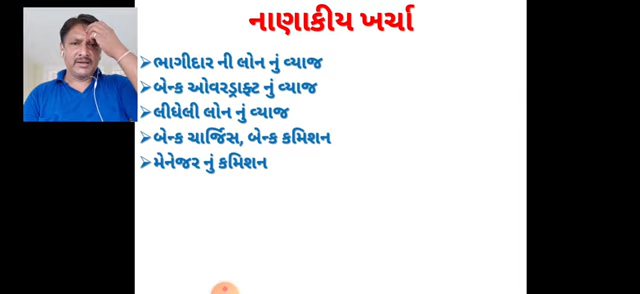 નાણાકીય ખર્ચા
ભાગીદાર ની લોન નું વ્યાજ
બેન્ક ઓવરડ્રાફ્ટ નું વ્યાજ
લીધેલી લોન નું વ્યાજ
બેન્ક ચાર્જિસ, બેન્ક કમિશન
મેનેજર નું કમિશન